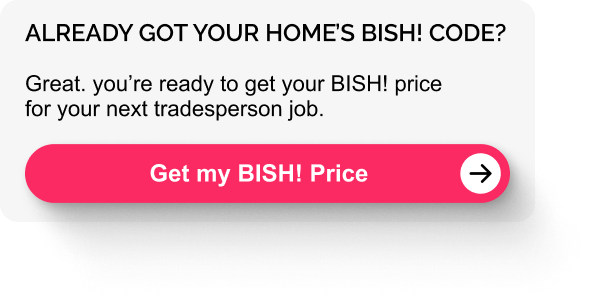 ALREADY GOT YOUR HOME’S BISH! CODE?
Great. you’re ready to get your BISH! price
for your next tradesperson job.
Get my BISH! Price